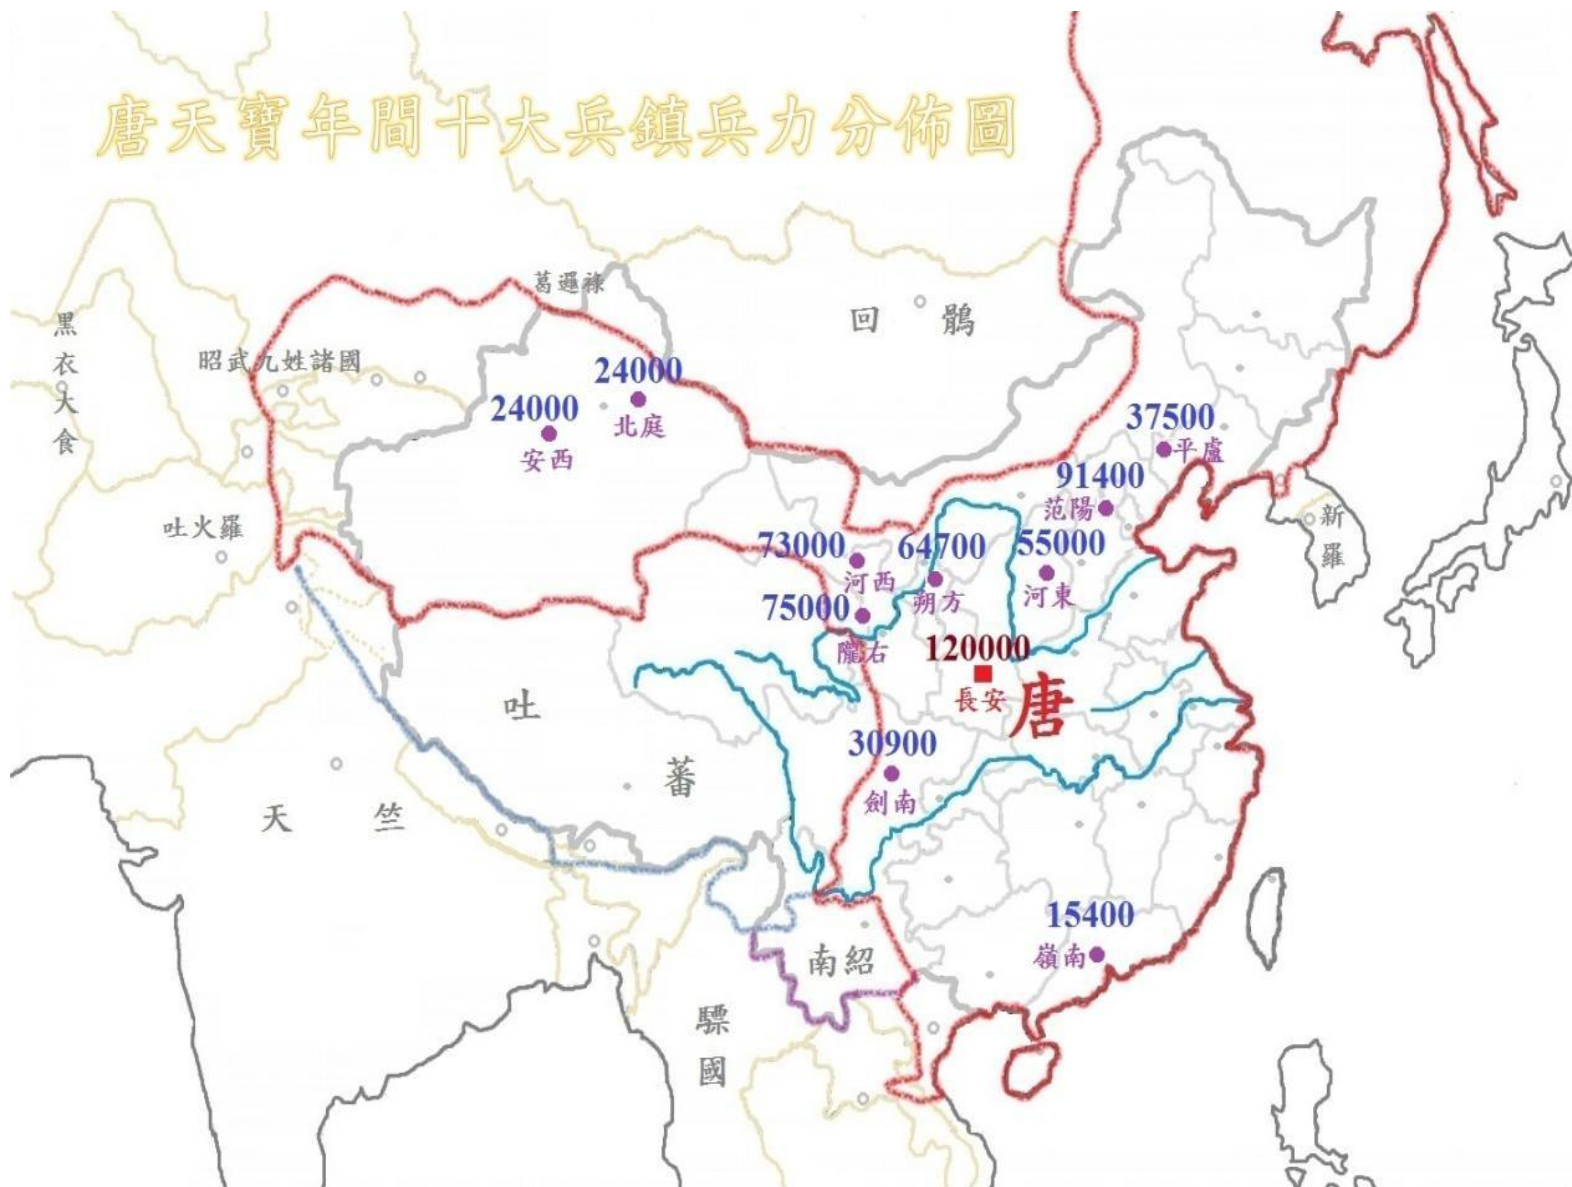 唐天寶年間十大兵鎮兵力分佈圖
葛邏祿
回鶻
黑衣大食
昭武九姓諸國
24000
北庭
24000
安西
37500
平盧
91400
范陽
吐火羅
新羅
73000
河西
64700
朔方
55000
河東
75000
隴右
120000
長安
唐
吐蕃
30900
劍南
天竺
15400
嶺南
南紹
驃國